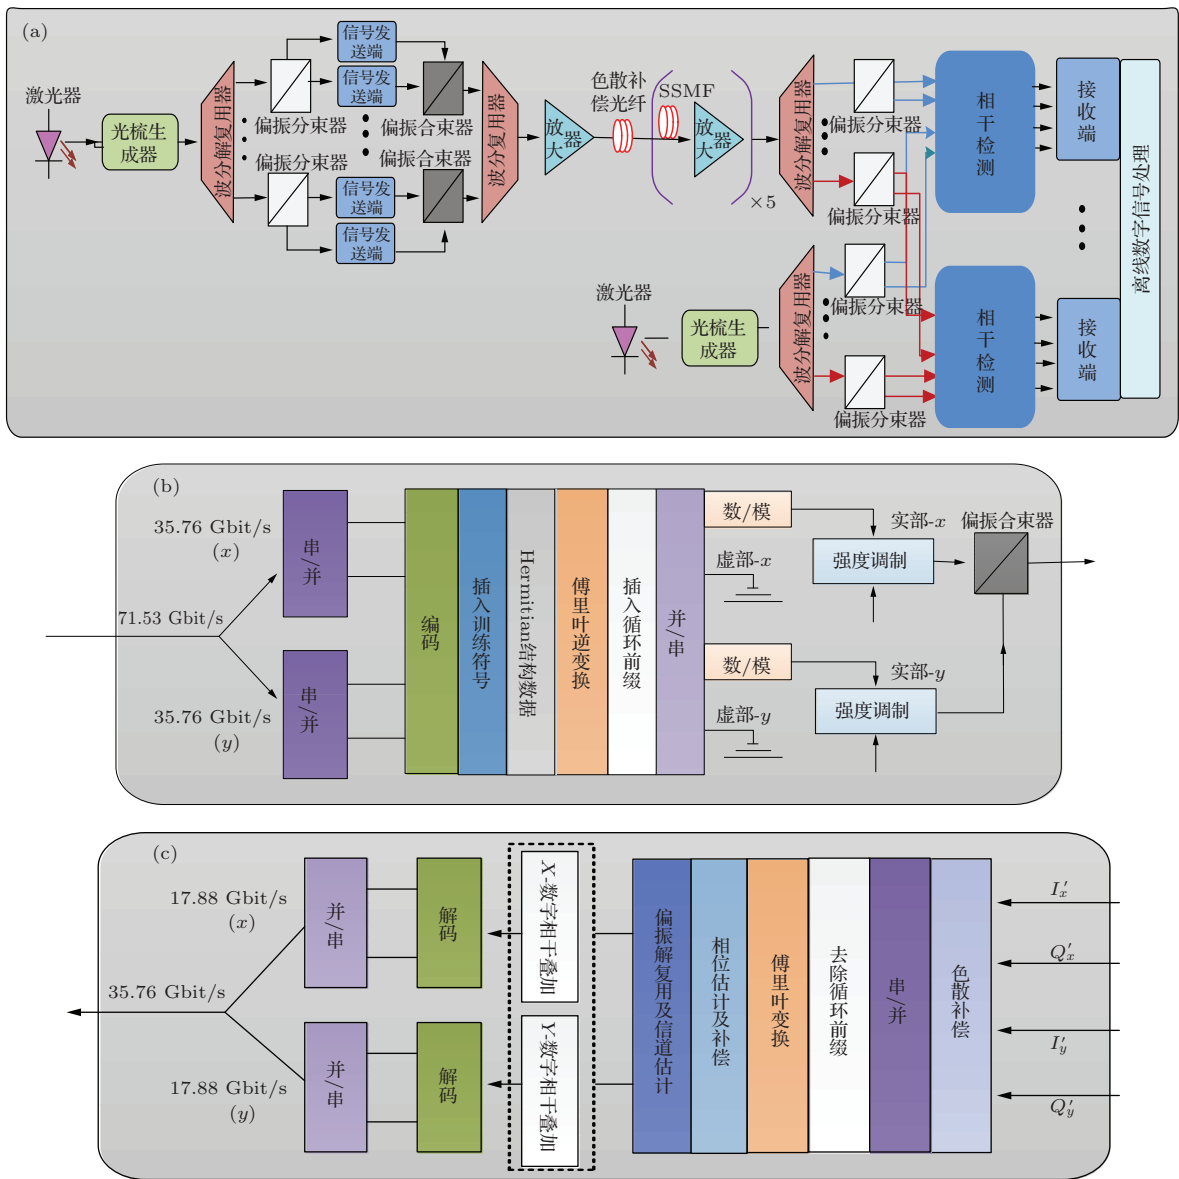 (a)
激光器
光梳生
成器
波分解复用器
偏振分束器
偏振分束器
信号发
送端
信号发
送端
信号发
送端
信号发
送端
偏振合束器
偏振合束器
波分复用器
放大器
色散补
偿光纤
SSMF
放大器
×5
波分解复用器
偏振分束器
偏振分束器
相干检测
接收端
离线数字信号处理
激光器
光梳生
成器
波分解复用器
偏振分束器
偏振分束器
相干检测
接收端
(b)
71.53 Gbit/s
35.76 Gbit/s
(x)
35.76 Gbit/s
(y)
串/并
串/并
编码
插入训练符号
Hermitian结构数据
傅里叶逆变换
插入循环前缀
并/串
数/模
虚部-x
数/模
虚部-y
实部-x
强度调制
实部-y
强度调制
偏振合束器
(c)
35.76 Gbit/s
17.88 Gbit/s
(x)
17.88 Gbit/s
(y)
并/串
并/串
解码
解码
X-数字相干叠加
Y-数字相干叠加
偏振解复用及信道估计
相位估计及补偿
傅里叶变换
去除循环前缀
串/并
色散补偿
I′x
Q′x
I′y
Q′y